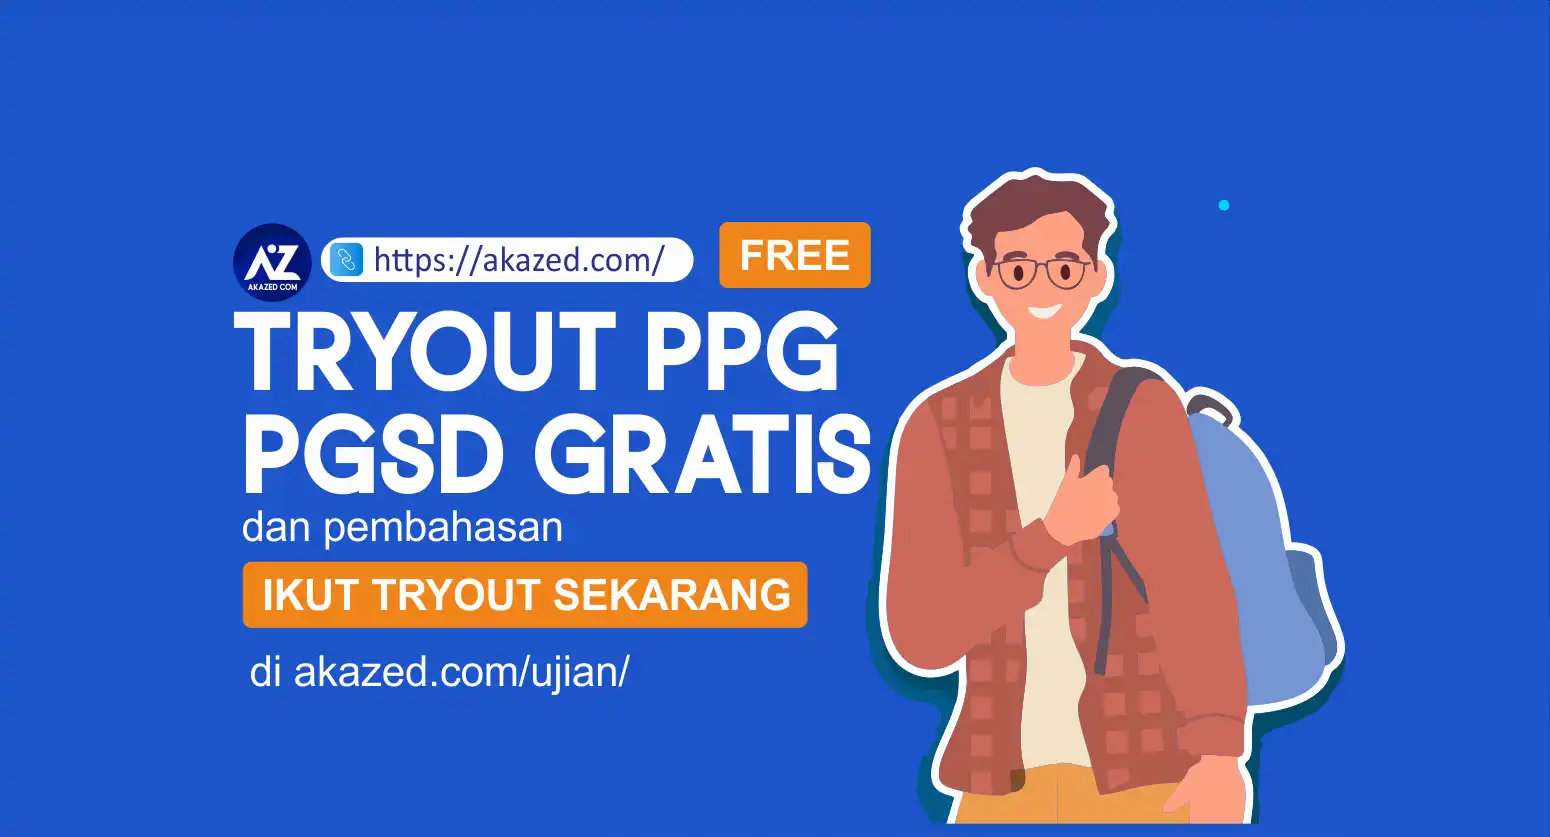 AZ
AKAZED COM
https://akazed.com/
FREE
TRYOUT PPG
PGSD GRATIS
dan pembahasan
IKUT TRYOUT SEKARANG
di akazed.com/ujian/